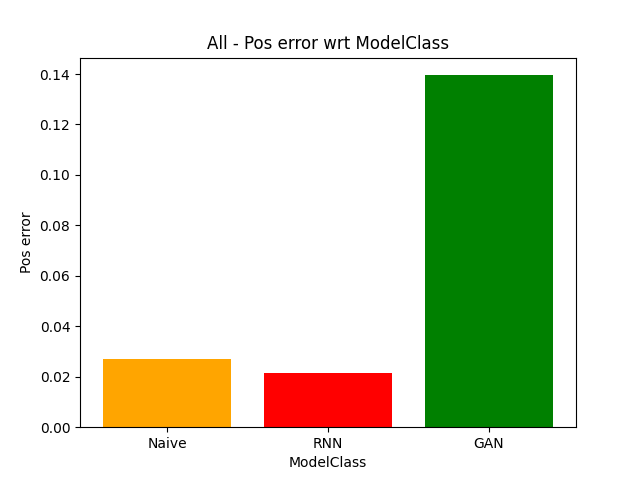 All - Pos error wrt ModelClass
0.14
0.12
0.10
0.08
0.06
0.04
0.02
0.00
Pos error
Naive RNN GAN
ModelClass